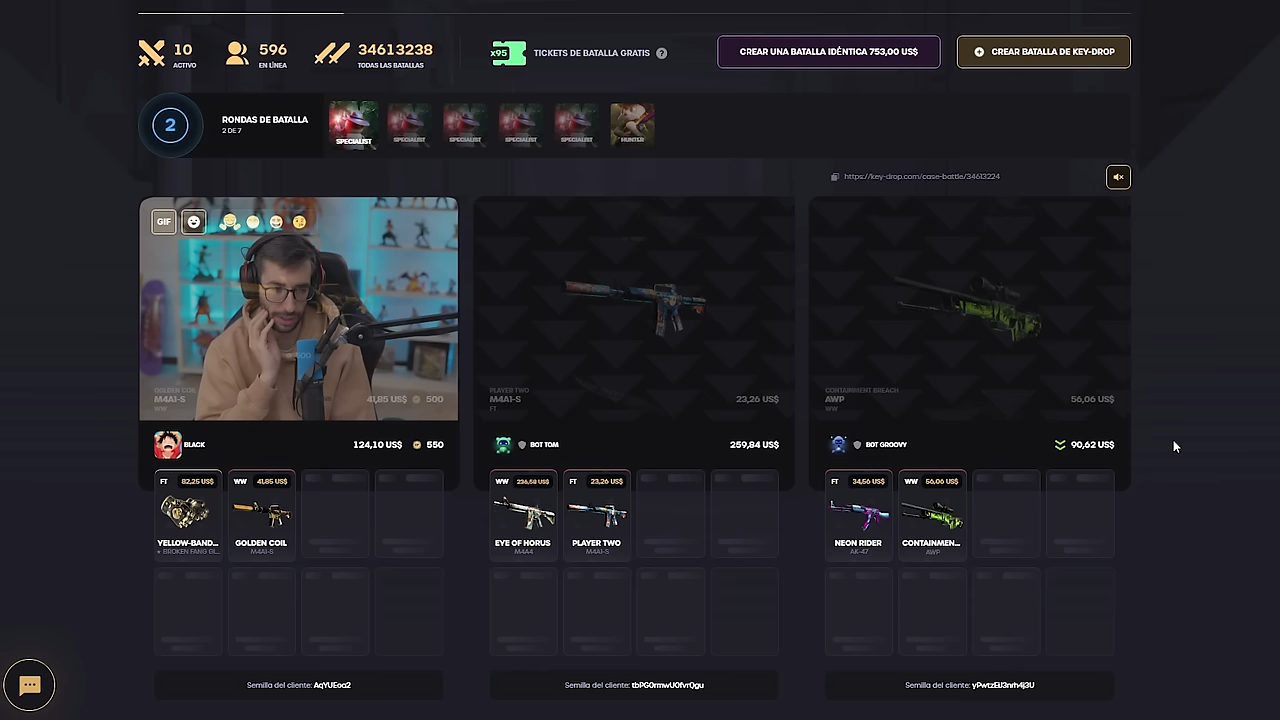 10
ACTIVO
596
EN LÍNEA
34613238
TODAS LAS BATALLAS
x95
TICKETS DE BATALLA GRATIS ?
CREAR UNA BATALLA IDÉNTICA 753,00 US$
CREAR BATALLA DE KEY-DROP
2
RONDAS DE BATALLA
2 DE 7
SPECIALIST
SPECIALIST
SPECIALIST
SPECIALIST
SPECIALIST
HUNTER
https://key-drop.com/case-battle/34613224
GIF
GOLDEN COIL
M4A1-S
WW
41,85 US$ 500
PLAYER TWO
M4A1-S
FT
23,26 US$
CONTAINMENT BREACH
AWP
WW
56,06 US$
BLACK
124,10 US$ 550
BOT TOM
259,84 US$
BOT GROOVY
90,62 US$
FT 82,25 US$
YELLOW-BAND...
★ BROKEN FANG GL...
WW 41,85 US$
GOLDEN COIL
M4A1-S
WW 236,58 US$
EYE OF HORUS
M4A4
FT 23,26 US$
PLAYER TWO
M4A1-S
FT 34,56 US$
NEON RIDER
AK-47
WW 56,06 US$
CONTAINMEN...
AWP
Semilla del cliente:
Semilla del cliente:
Semilla del cliente: